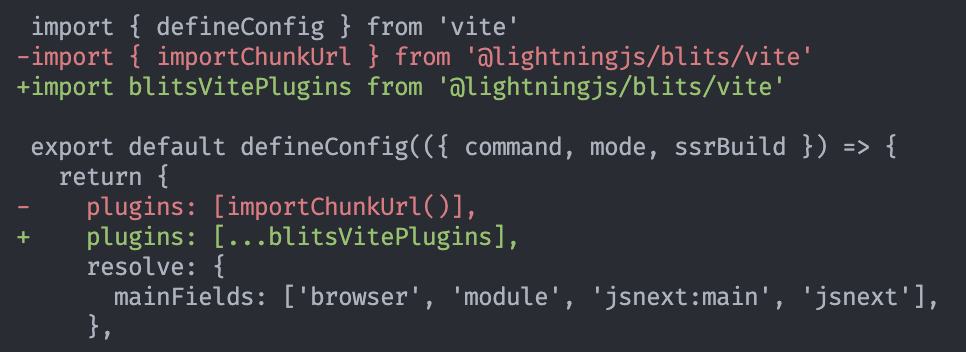 import { defineConfig } from 'vite'
-import { importChunkUrl } from '@lightningjs/blits/vite'
+import blitsVitePlugins from '@lightningjs/blits/vite'

 export default defineConfig(({ command, mode, ssrBuild }) => {
   return {
-    plugins: [importChunkUrl()],
+    plugins: [...blitsVitePlugins],
     resolve: {
       mainFields: ['browser', 'module', 'jsnext:main', 'jsnext'],
     },